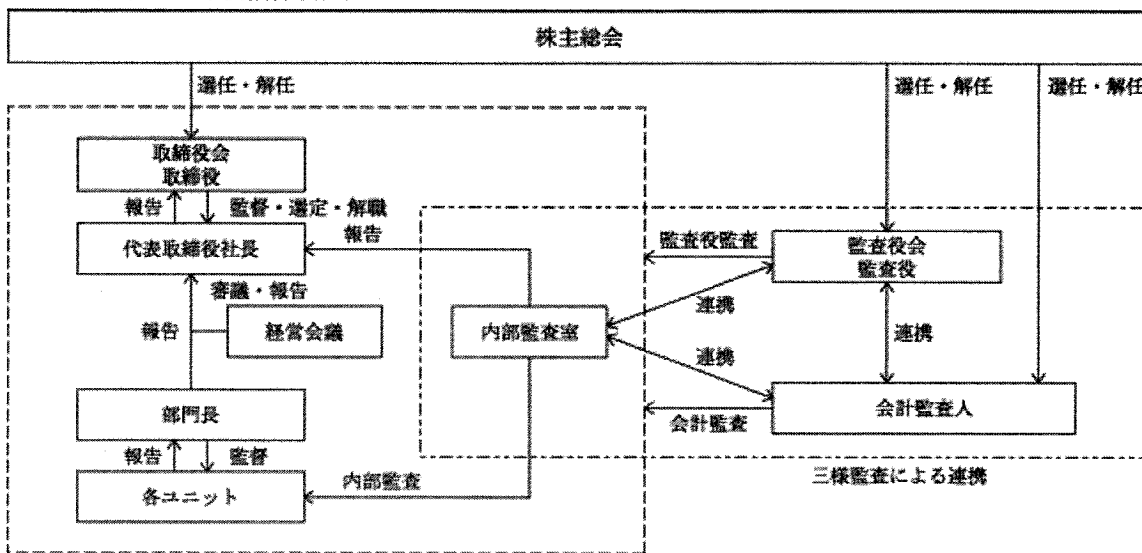 株主総会
選任・解任
選任・解任
選任・解任
取締役会
取締役
報告
監督・選定・解職
代表取締役社長
報告
監査役監査
監査役会
監査役
審議・報告
報告
経営会議
内部監査室
連携
連携
連携
部門長
会計監査
会計監査人
報告
監督
各ユニット
内部監査
三様監査による連携